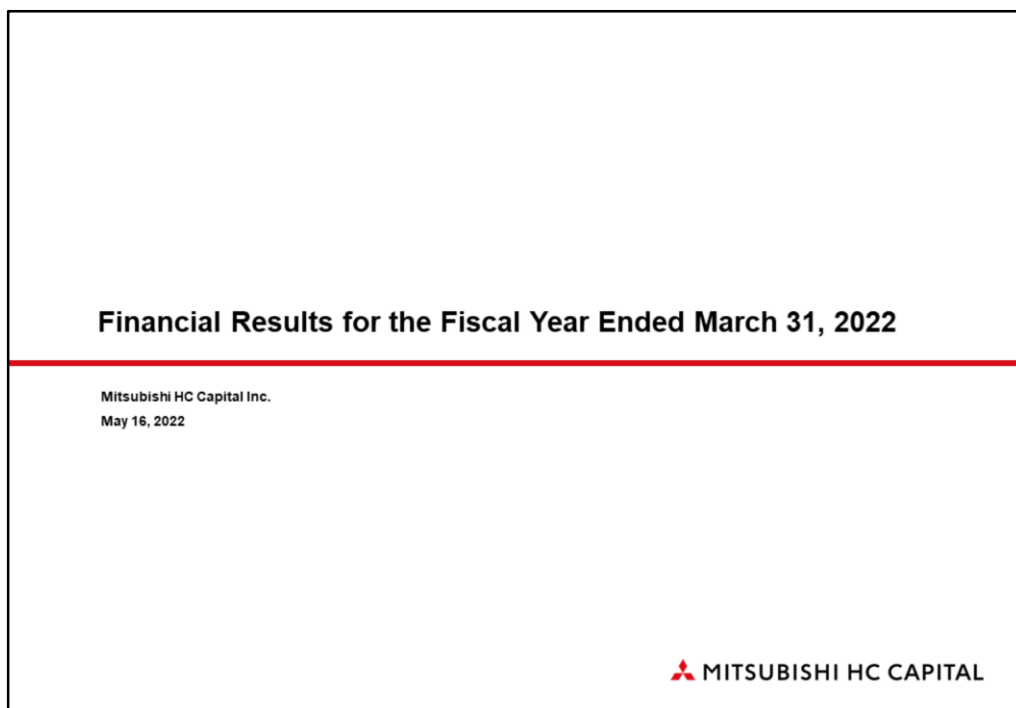 Financial Results for the Fiscal Year Ended March 31, 2022
Mitsubishi HC Capital Inc.
May 16, 2022
MITSUBISHI HC CAPITAL